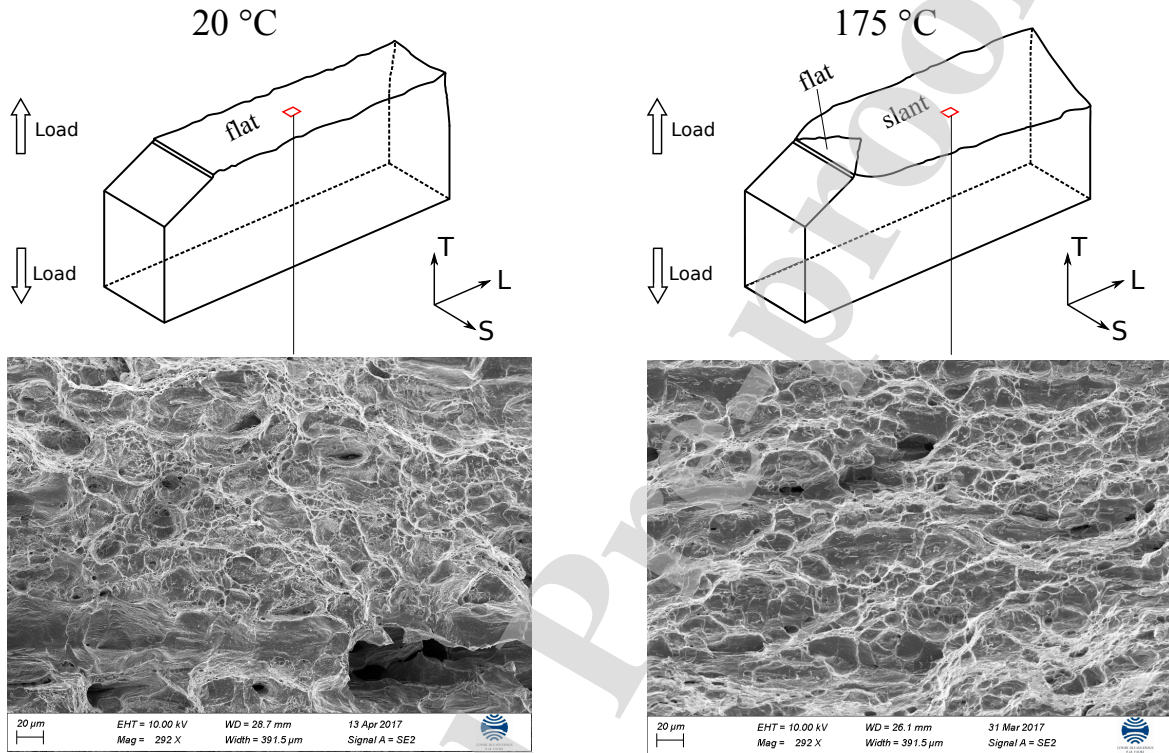 20 °C
flat
Load
Load
T
L
S
175 °C
flat
slant
Load
Load
T
L
S
20 µm
EHT = 10.00 kV
WD = 28.7 mm
13 Apr 2017
Mag = 292 X
Width = 391.5 µm
Signal A = SE2
20 µm
EHT = 10.00 kV
WD = 26.1 mm
31 Mar 2017
Mag = 292 X
Width = 391.5 µm
Signal A = SE2